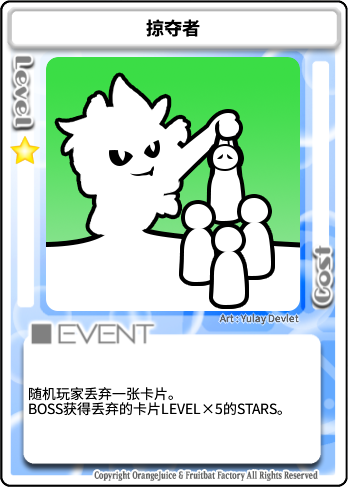 掠夺者
Level
Cost
Art : Yulay Devlet
EVENT
随机玩家丢弃一张卡片。
BOSS获得丢弃的卡片LEVEL×5的STARS。
Copyright OrangeJuice & Fruitbat Factory All Rights Reserved